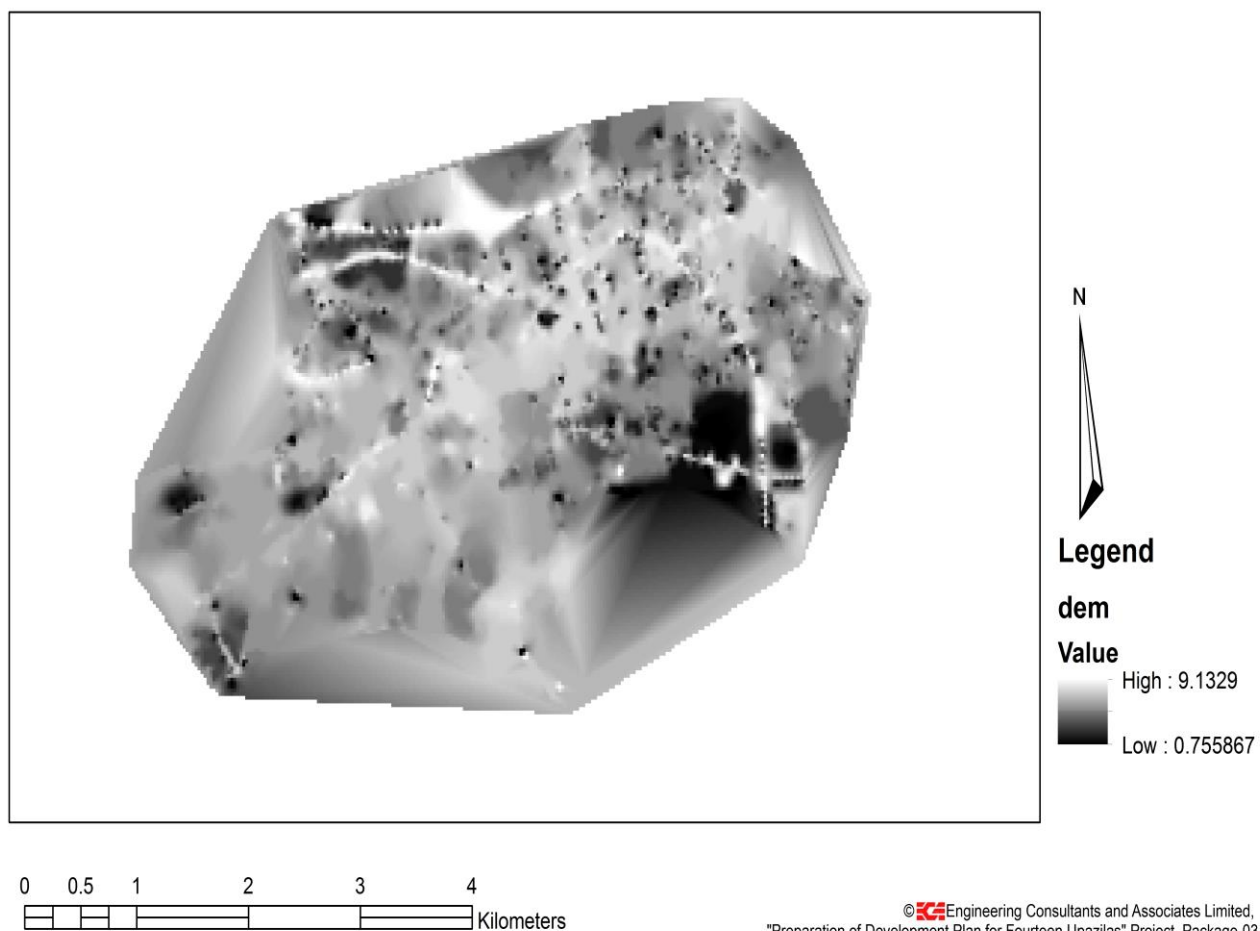 N
Legend
dem
Value
High : 9.1329
Low : 0.755867
0 0.5 1 2 3 4
Kilometers
© Engineering Consultants and Associates Limited,
"Preparation of Development Plan for Fourteen Upazilas" Project, Package-03